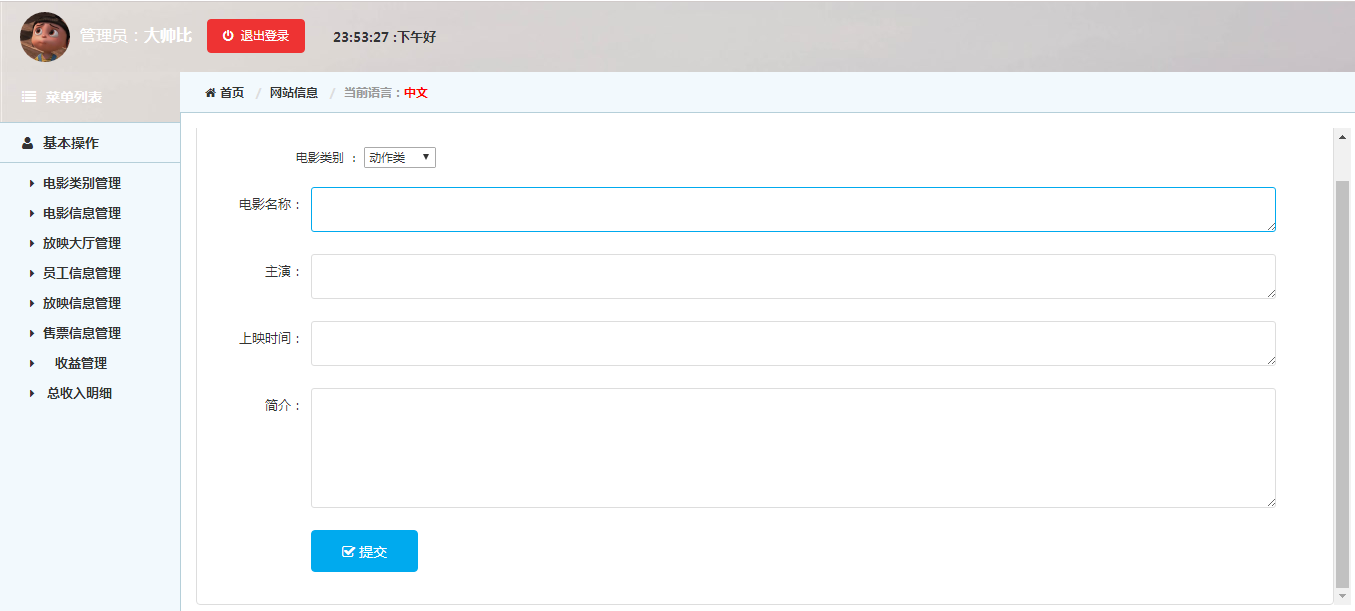 管理员：大帅比 退出登录 23:53:27 :下午好
菜单列表
首页 / 网站信息 / 当前语言：中文
基本操作
电影类别管理
电影信息管理
放映大厅管理
员工信息管理
放映信息管理
售票信息管理
收益管理
总收入明细
电影类别 ： 动作类
电影名称：
主演：
上映时间：
简介：
提交